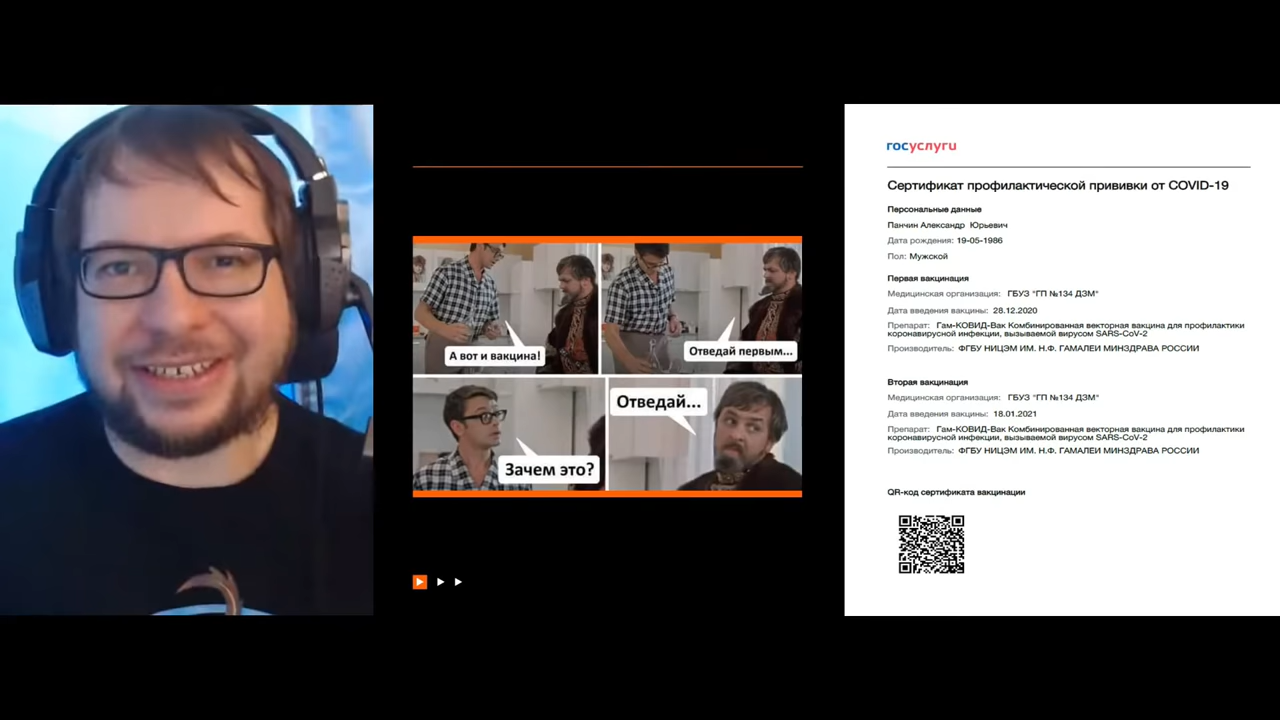 А вот и вакцина!
Отведай первым...
Зачем это?
Отведай...
госуслуги
Сертификат профилактической прививки от COVID-19
Персональные данные
Панчин Александр Юрьевич
Дата рождения: 19-05-1986
Пол: Мужской
Первая вакцинация
Медицинская организация: ГБУЗ "ГП №134 ДЗМ"
Дата введения вакцины: 28.12.2020
Препарат: Гам-КОВИД-Вак Комбинированная векторная вакцина для профилактики
коронавирусной инфекции, вызываемой вирусом SARS-CoV-2
Производитель: ФГБУ НИЦЭМ ИМ. Н.Ф. ГАМАЛЕИ МИНЗДРАВА РОССИИ
Вторая вакцинация
Медицинская организация: ГБУЗ "ГП №134 ДЗМ"
Дата введения вакцины: 18.01.2021
Препарат: Гам-КОВИД-Вак Комбинированная векторная вакцина для профилактики
коронавирусной инфекции, вызываемой вирусом SARS-CoV-2
Производитель: ФГБУ НИЦЭМ ИМ. Н.Ф. ГАМАЛЕИ МИНЗДРАВА РОССИИ
QR-код сертификата вакцинации